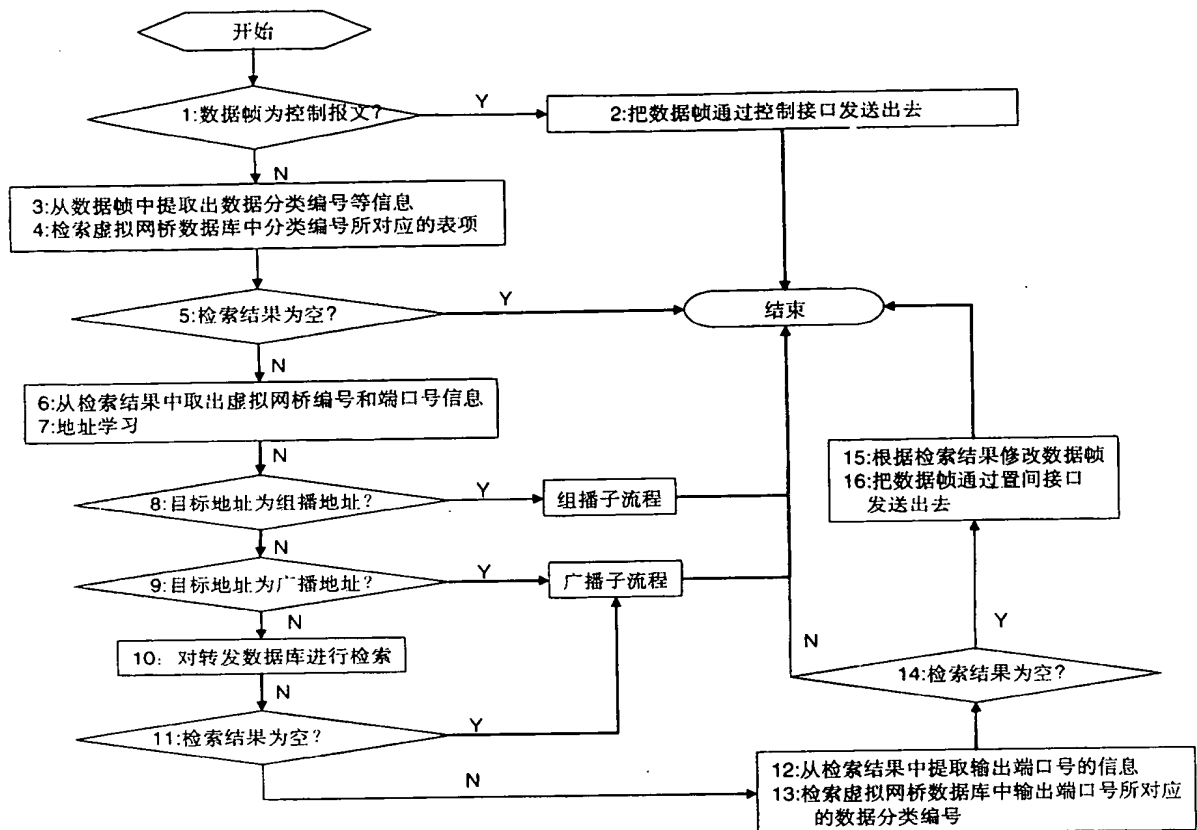 开始
1:数据帧为控制报文?
Y
2:把数据帧通过控制接口发送出去
N
3:从数据帧中提取出数据分类编号等信息
4:检索虚拟网桥数据库中分类编号所对应的表项
5:检索结果为空?
Y
结束
N
6:从检索结果中取出虚拟网桥编号和端口号信息
7:地址学习
N
8:目标地址为组播地址?
Y
组播子流程
15:根据检索结果修改数据帧
16:把数据帧通过置间接口
发送出去
N
9:目标地址为广播地址?
Y
广播子流程
N
10: 对转发数据库进行检索
N
Y
N
14:检索结果为空?
11:检索结果为空?
Y
N
12:从检索结果中提取输出端口号的信息
13:检索虚拟网桥数据库中输出端口号所对应
的数据分类编号